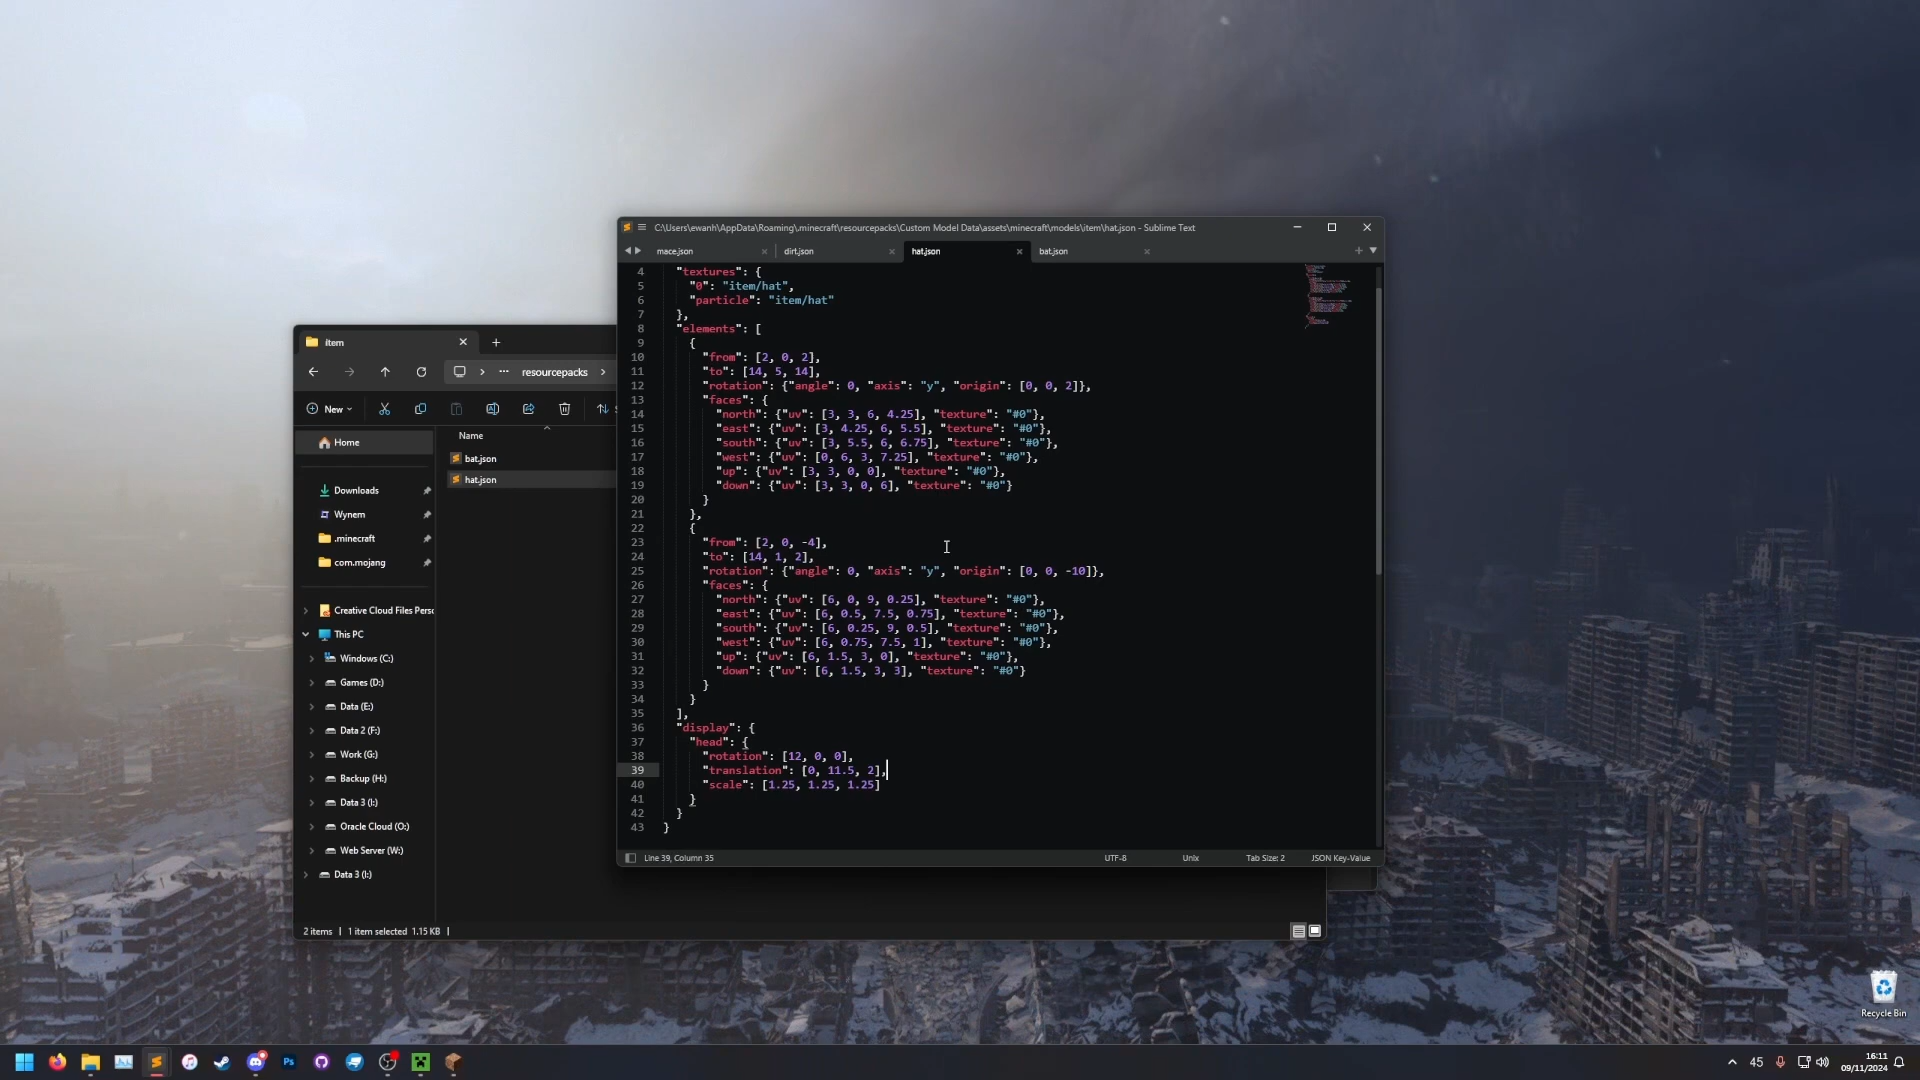 C:\Users\ewanh\AppData\Roaming\.minecraft\resourcepacks\Custom Model Data\assets\minecraft\models\item\hat.json - Sublime Text
mace.json
dirt.json
hat.json
bat.json
4 "textures": {
5 "0": "item/hat",
6 "particle": "item/hat"
7 },
8 "elements": [
9 {
10 "from": [2, 0, 2],
11 "to": [14, 5, 14],
12 "rotation": {"angle": 0, "axis": "y", "origin": [0, 0, 2]},
13 "faces": {
14 "north": {"uv": [3, 3, 6, 4.25], "texture": "#0"},
15 "east": {"uv": [3, 4.25, 6, 5.5], "texture": "#0"},
16 "south": {"uv": [3, 5.5, 6, 6.75], "texture": "#0"},
17 "west": {"uv": [0, 6, 3, 7.25], "texture": "#0"},
18 "up": {"uv": [3, 3, 0, 0], "texture": "#0"},
19 "down": {"uv": [3, 3, 0, 6], "texture": "#0"}
20 }
21 },
22 {
23 "from": [2, 0, -4],
24 "to": [14, 1, 2],
25 "rotation": {"angle": 0, "axis": "y", "origin": [0, 0, -10]},
26 "faces": {
27 "north": {"uv": [6, 0, 9, 0.25], "texture": "#0"},
28 "east": {"uv": [6, 0.5, 7.5, 0.75], "texture": "#0"},
29 "south": {"uv": [6, 0.25, 9, 0.5], "texture": "#0"},
30 "west": {"uv": [6, 0.75, 7.5, 1], "texture": "#0"},
31 "up": {"uv": [6, 1.5, 3, 0], "texture": "#0"},
32 "down": {"uv": [6, 1.5, 3, 3], "texture": "#0"}
33 }
34 }
35 ],
36 "display": {
37 "head": {
38 "rotation": [12, 0, 0],
39 "translation": [0, 11.5, 2],
40 "scale": [1.25, 1.25, 1.25]
41 }
42 }
43 }
Line 39, Column 35
UTF-8
Unix
Tab Size: 2
JSON Key-Value
item
resourcepacks
New
Home
Downloads
Wynem
.minecraft
com.mojang
Creative Cloud Files Perso
This PC
Windows (C:)
Games (D:)
Data (E:)
Data 2 (F:)
Work (G:)
Backup (H:)
Data 3 (I:)
Oracle Cloud (O:)
Web Server (W:)
Data 3 (I:)
Name
bat.json
hat.json
2 items | 1 item selected 1.15 KB |
Recycle Bin
Ps
45
16:11
09/11/2024